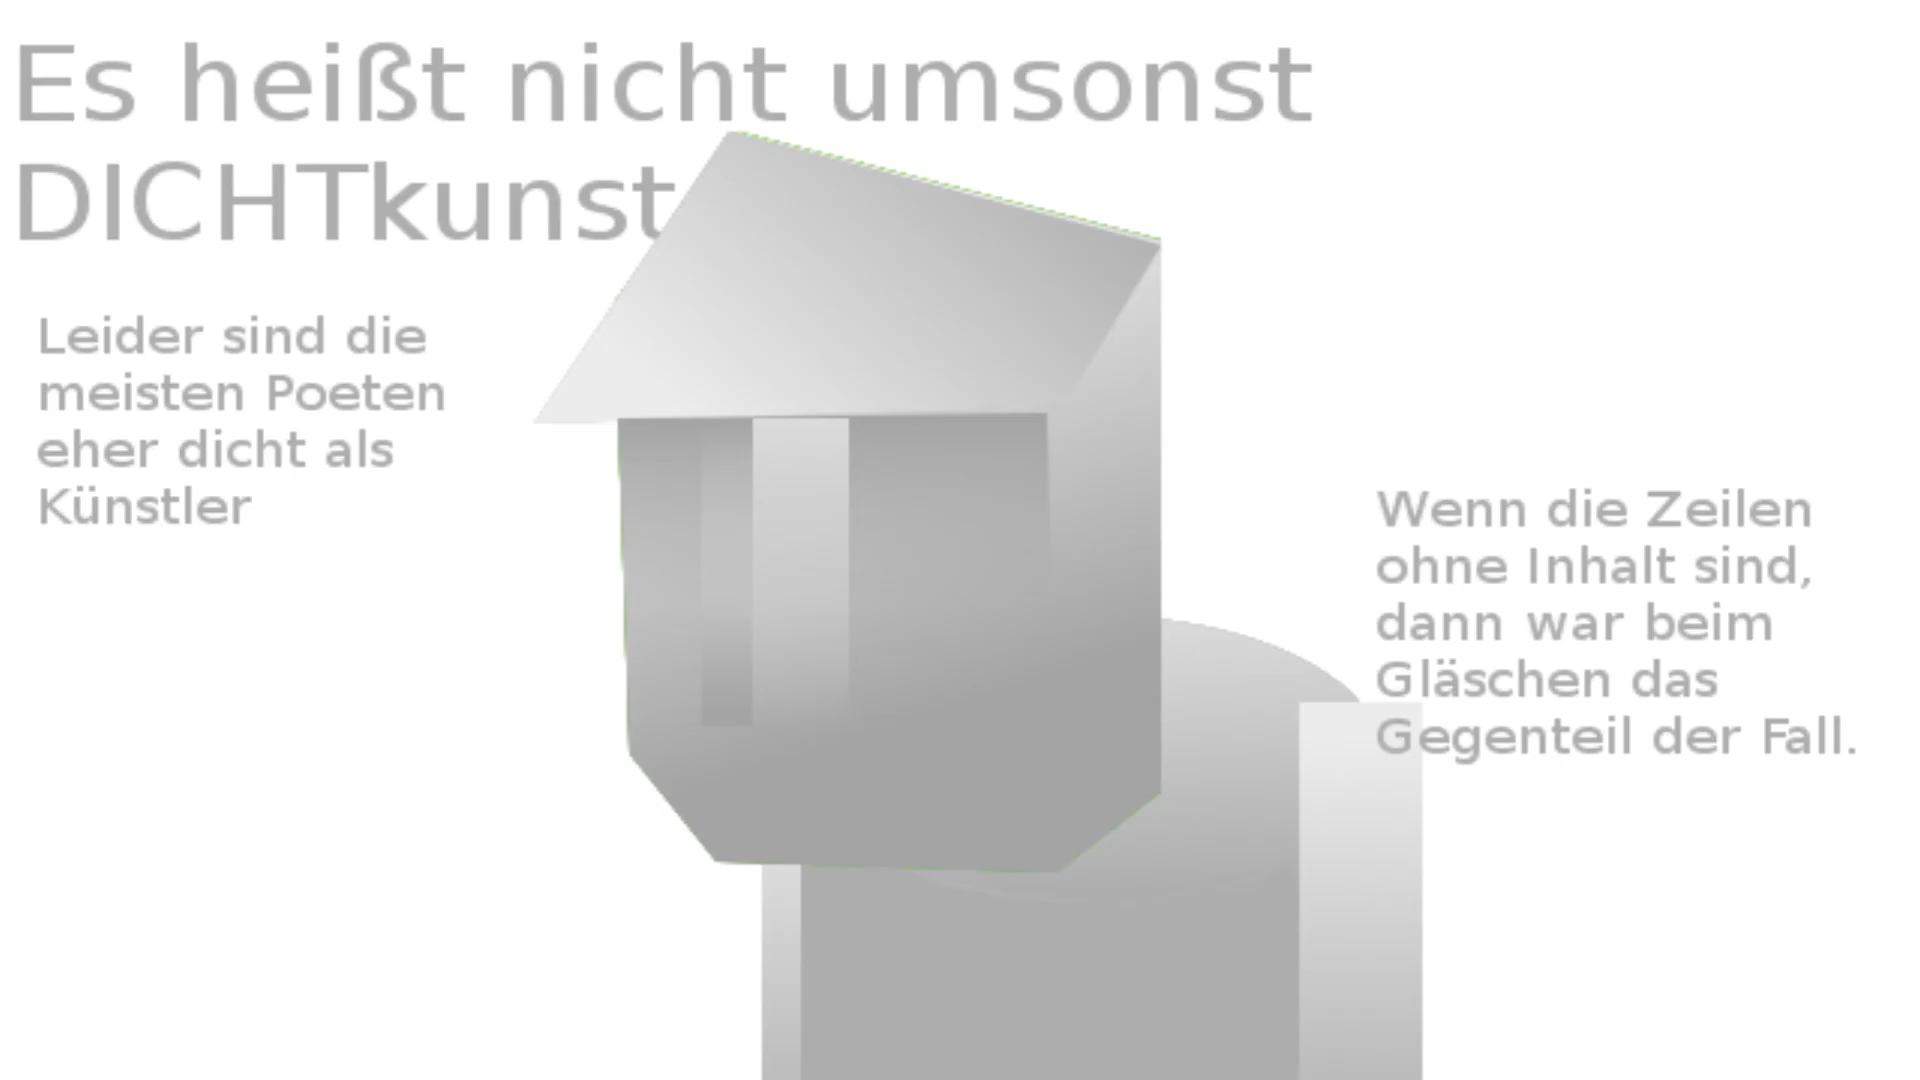 Es heißt nicht umsonst
DICHTkunst
Leider sind die
meisten Poeten
eher dicht als
Künstler
Wenn die Zeilen
ohne Inhalt sind,
dann war beim
Gläschen das
Gegenteil der Fall.